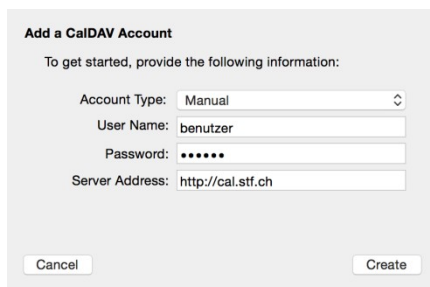 Add a CalDAV Account
To get started, provide the following information:
Account Type: Manual
User Name: benutzer
Password: ••••••
Server Address: http://cal.stf.ch
Cancel Create